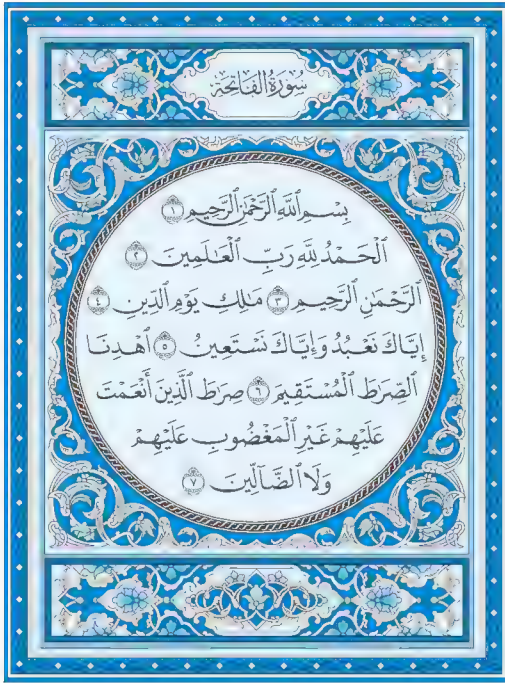 سُورَةُ الفَاتِحَةِ
بِسْمِ ٱللَّهِ ٱلرَّحْمَٰنِ ٱلرَّحِيمِ ١
ٱلْحَمْدُ لِلَّهِ رَبِّ ٱلْعَٰلَمِينَ ٢
ٱلرَّحْمَٰنِ ٱلرَّحِيمِ ٣ مَٰلِكِ يَوْمِ ٱلدِّينِ ٤
إِيَّاكَ نَعْبُدُ وَإِيَّاكَ نَسْتَعِينُ ٥ ٱهْدِنَا
ٱلصِّرَٰطَ ٱلْمُسْتَقِيمَ ٦ صِرَٰطَ ٱلَّذِينَ أَنْعَمْتَ
عَلَيْهِمْ غَيْرِ ٱلْمَغْضُوبِ عَلَيْهِمْ
وَلَا ٱلضَّآلِّينَ ٧